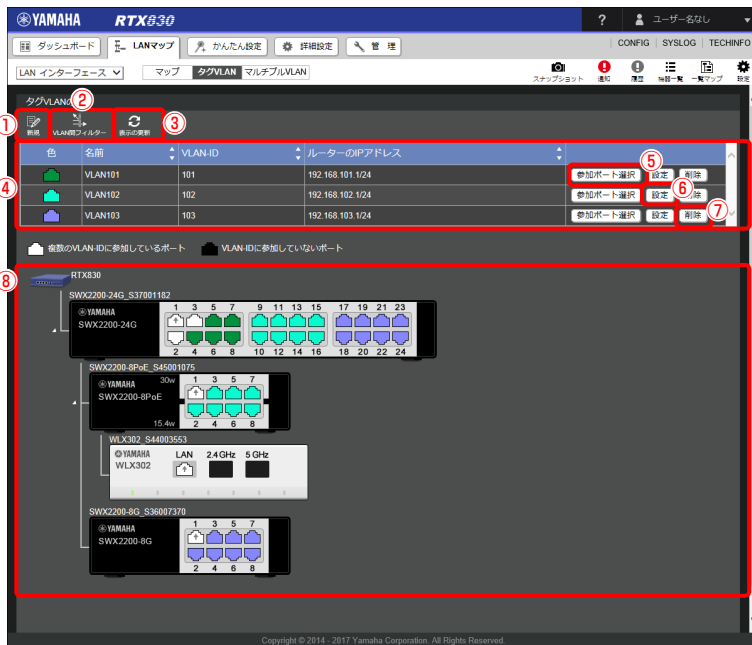 YAMAHA RTX830 ? ユーザー名なし
ダッシュボード LANマップ かんたん設定 詳細設定 管 理 CONFIG SYSLOG TECHINFO
LAN インターフェース マップ タグVLAN マルチプルVLAN スナップショット 通知 履歴 機器一覧 一覧マップ 設定
タグVLANの
② 
① 新規 VLAN間フィルター 表示の更新 ③
色 名前 VLAN-ID ルーターのIPアドレス
⑤
VLAN101 101 192.168.101.1/24 参加ポート選択 設定 削除
④ VLAN102 102 192.168.102.1/24 参加ポート選択 設定 ⑥ 除
VLAN103 103 192.168.103.1/24 参加ポート選択 設定 削除 ⑦
複数のVLAN-IDに参加しているポート VLAN-IDに参加していないポート
⑧ RTX830
SWX2200-24G_S37001182
YAMAHA 1 3 5 7 9 11 13 15 17 19 21 23
SWX2200-24G
2 4 6 8 10 12 14 16 18 20 22 24
SWX2200-8PoE_S45001075
YAMAHA 30w 1 3 5 7
SWX2200-8PoE
15.4w 2 4 6 8
WLX302_S44003553
YAMAHA LAN 2.4GHz 5 GHz
WLX302
SWX2200-8G_S36007370
YAMAHA 1 3 5 7
SWX2200-8G
2 4 6 8
Copyright © 2014 - 2017 Yamaha Corporation. All Rights Reserved.